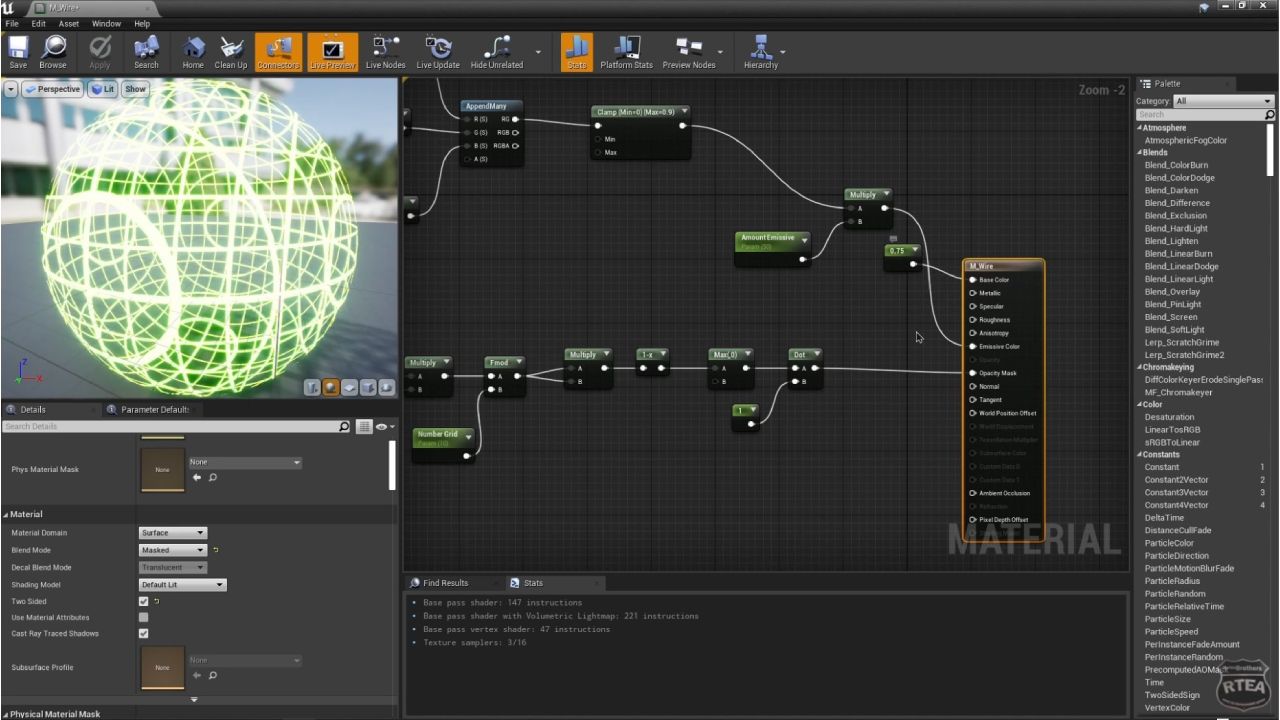 M_Wire*
File Edit Asset Window Help
Save Browse Apply Search Home Clean Up Connectors Live Preview Live Nodes Live Update Hide Unrelated Stats Platform Stats Preview Nodes Hierarchy
Perspective Lit Show
Z
X
Details Parameter Default:
Search Details
Phys Material Mask None None
Material
Material Domain Surface
Blend Mode Masked
Decal Blend Mode Translucent
Shading Model Default Lit
Two Sided
Use Material Attributes
Cast Ray Traced Shadows
Subsurface Profile None None
Physical Material Mask
Zoom -2
AppendMany
R (S) RG
G (S) RGB
B (S) RGBA
A (S)
Clamp (Min=0) (Max=0.9)
Min
Max
Multiply
A
B
AmountEmissive
Param (50)
0.75
M_Wire
Base Color
Metallic
Specular
Roughness
Anisotropy
Emissive Color
Opacity
Opacity Mask
Normal
Tangent
World Position Offset
World Displacement
Tessellation Multiplier
Subsurface Color
Custom Data 0
Custom Data 1
Ambient Occlusion
Refraction
Pixel Depth Offset
Multiply
A
B
Fmod
A
B
Multiply
A
B
1-x
Max(,0)
A
B
Dot
A
B
1
Number Grid
Param (10)
MATERIAL
Find Results Stats
Base pass shader: 147 instructions
Base pass shader with Volumetric Lightmap: 221 instructions
Base pass vertex shader: 47 instructions
Texture samplers: 3/16
Palette
Category: All
Search
Atmosphere
AtmosphericFogColor
Blends
Blend_ColorBurn
Blend_ColorDodge
Blend_Darken
Blend_Difference
Blend_Exclusion
Blend_HardLight
Blend_Lighten
Blend_LinearBurn
Blend_LinearDodge
Blend_LinearLight
Blend_Overlay
Blend_PinLight
Blend_Screen
Blend_SoftLight
Lerp_ScratchGrime
Lerp_ScratchGrime2
Chromakeying
DiffColorKeyerErodeSinglePass
MF_Chromakeyer
Color
Desaturation
LinearTosRGB
sRGBToLinear
Constants
Constant 1
Constant2Vector 2
Constant3Vector 3
Constant4Vector 4
DeltaTime
DistanceCullFade
ParticleColor
ParticleDirection
ParticleMotionBlurFade
ParticleRadius
ParticleRandom
ParticleRelativeTime
ParticleSize
ParticleSpeed
PerInstanceFadeAmount
PerInstanceRandom
PrecomputedAOMa
Time
TwoSidedSign
VertexColor
Brothers
RTEA